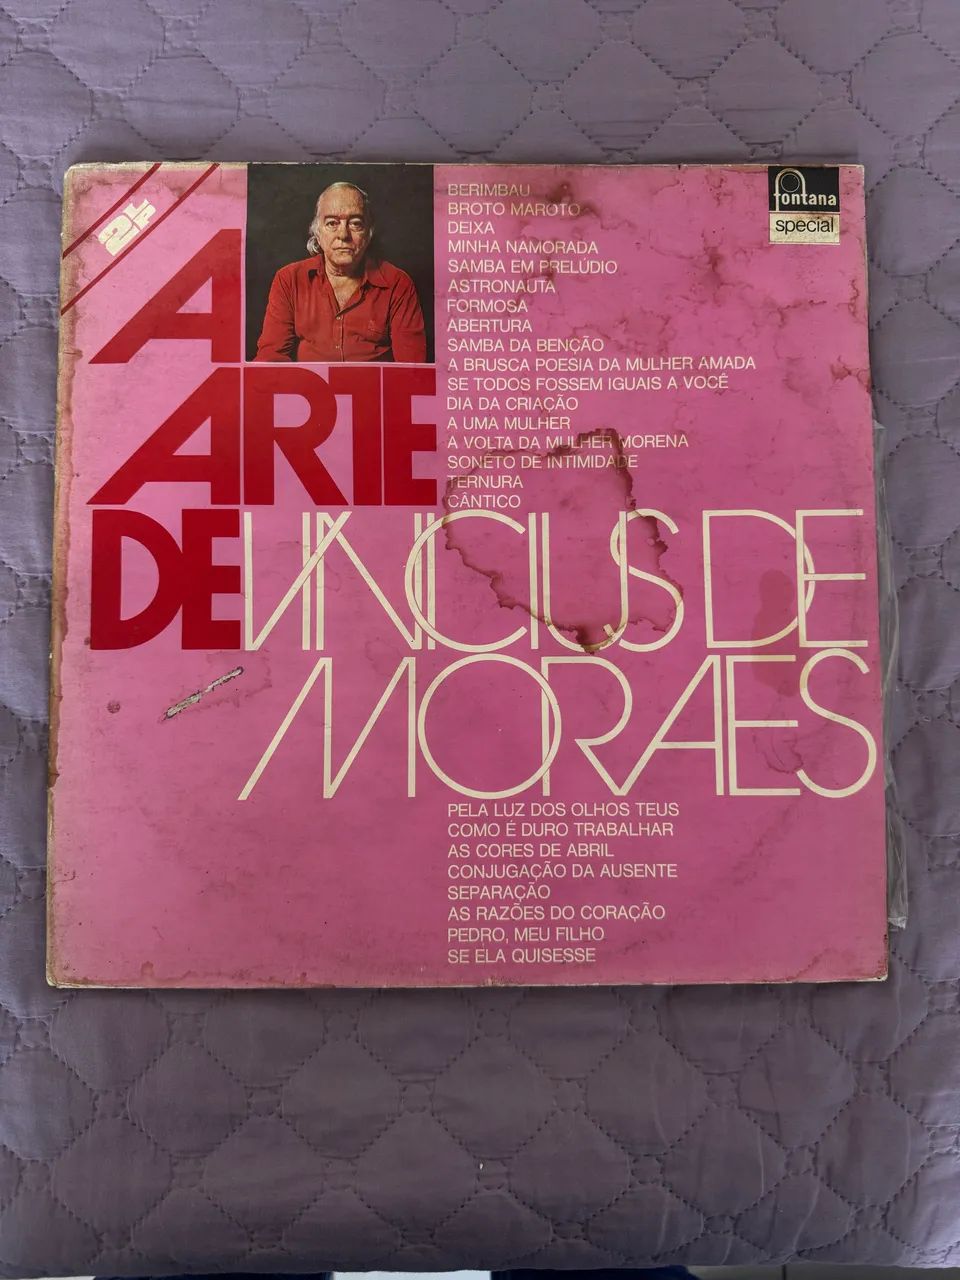 2LP
fontana
special
BERIMBAU
BROTO MAROTO
DEIXA
MINHA NAMORADA
SAMBA EM PRELÚDIO
ASTRONAUTA
FORMOSA
ABERTURA
SAMBA DA BENÇÃO
A BRUSCA POESIA DA MULHER AMADA
SE TODOS FOSSEM IGUAIS A VOCÊ
DIA DA CRIAÇÃO
A UMA MULHER
A VOLTA DA MULHER MORENA
SONETO DE INTIMIDADE
TERNURA
CÂNTICO
A
ARTE
DE VINICIUS DE
MORAES
PELA LUZ DOS OLHOS TEUS
COMO É DURO TRABALHAR
AS CORES DE ABRIL
CONJUGAÇÃO DA AUSENTE
SEPARAÇÃO
AS RAZÕES DO CORAÇÃO
PEDRO, MEU FILHO
SE ELA QUISESSE